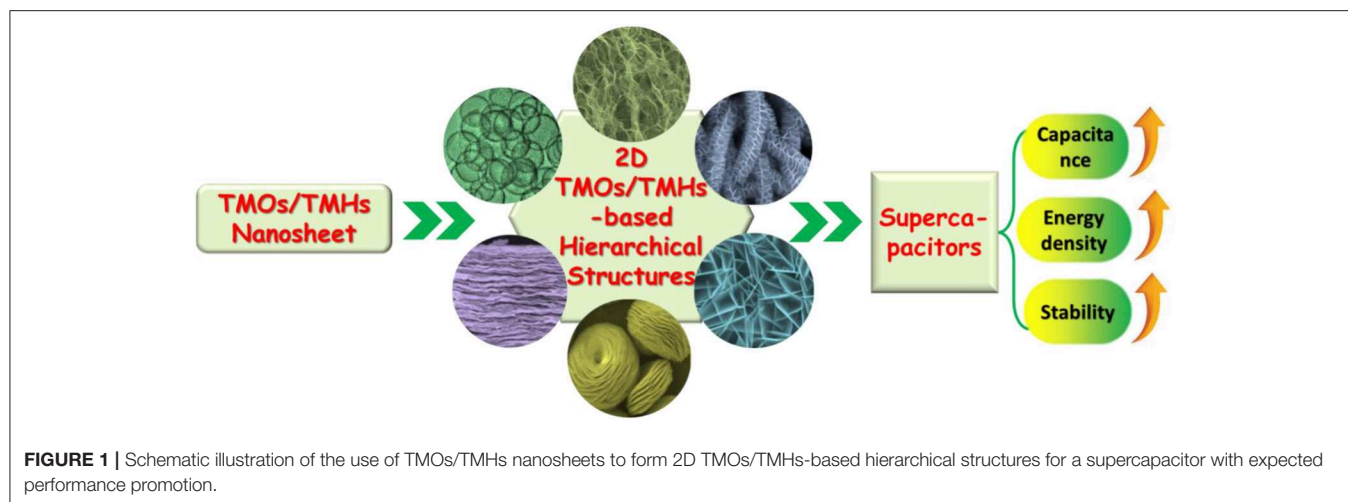 TMOs/TMHs
Nanosheet
2D
TMOs/TMHs
-based
Hierarchical
Structures
Superca-
pacitors
Capacita
nce
Energy
density
Stability
FIGURE 1 | Schematic illustration of the use of TMOs/TMHs nanosheets to form 2D TMOs/TMHs-based hierarchical structures for a supercapacitor with expected
performance promotion.